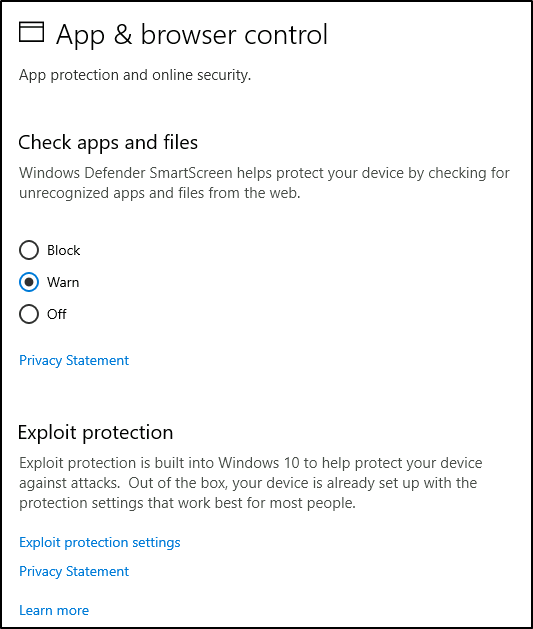 App & browser control
App protection and online security.
Check apps and files
Windows Defender SmartScreen helps protect your device by checking for
unrecognized apps and files from the web.
Block
Warn
Off
Privacy Statement
Exploit protection
Exploit protection is built into Windows 10 to help protect your device
against attacks.  Out of the box, your device is already set up with the
protection settings that work best for most people.
Exploit protection settings
Privacy Statement
Learn more